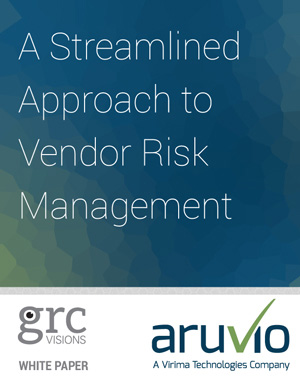 A Streamlined
Approach to
Vendor Risk
Management
grc
VISIONS
WHITE PAPER
aruvio
A Virima Technologies Company